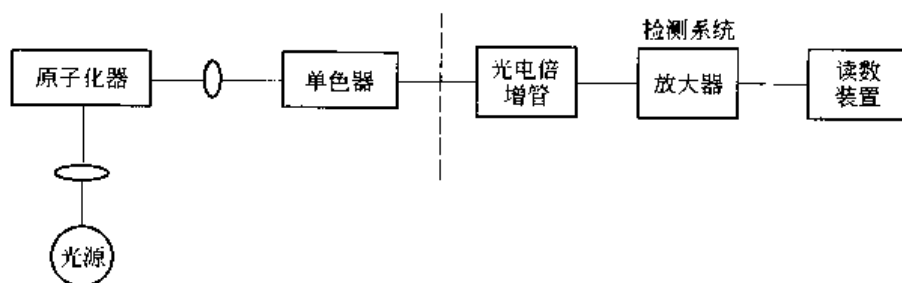 检测系统
原子化器
单色器
光电倍
增管
放大器
读数
装置
光源